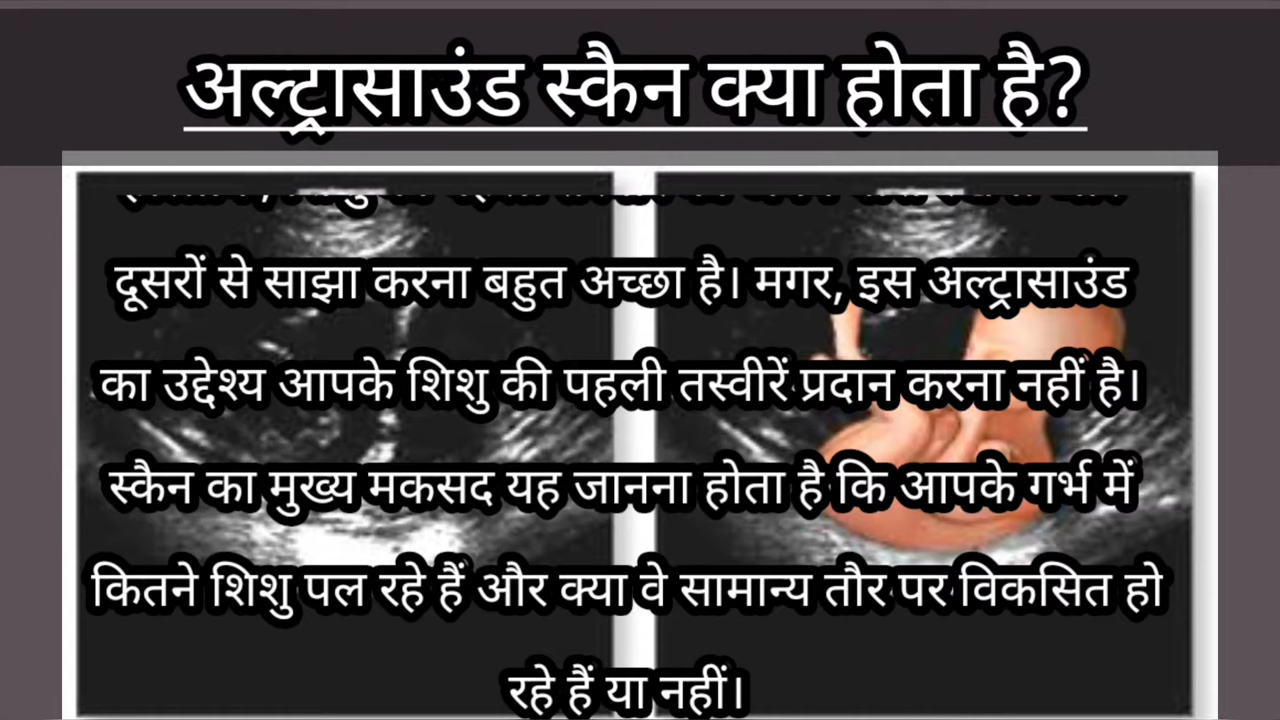 अल्ट्रासाउंड स्कैन क्या होता है?
दूसरों से साझा करना बहुत अच्छा है। मगर, इस अल्ट्रासाउंड
का उद्देश्य आपके शिशु की पहली तस्वीरें प्रदान करना नहीं है।
स्कैन का मुख्य मकसद यह जानना होता है कि आपके गर्भ में
कितने शिशु पल रहे हैं और क्या वे सामान्य तौर पर विकसित हो
रहे हैं या नहीं।